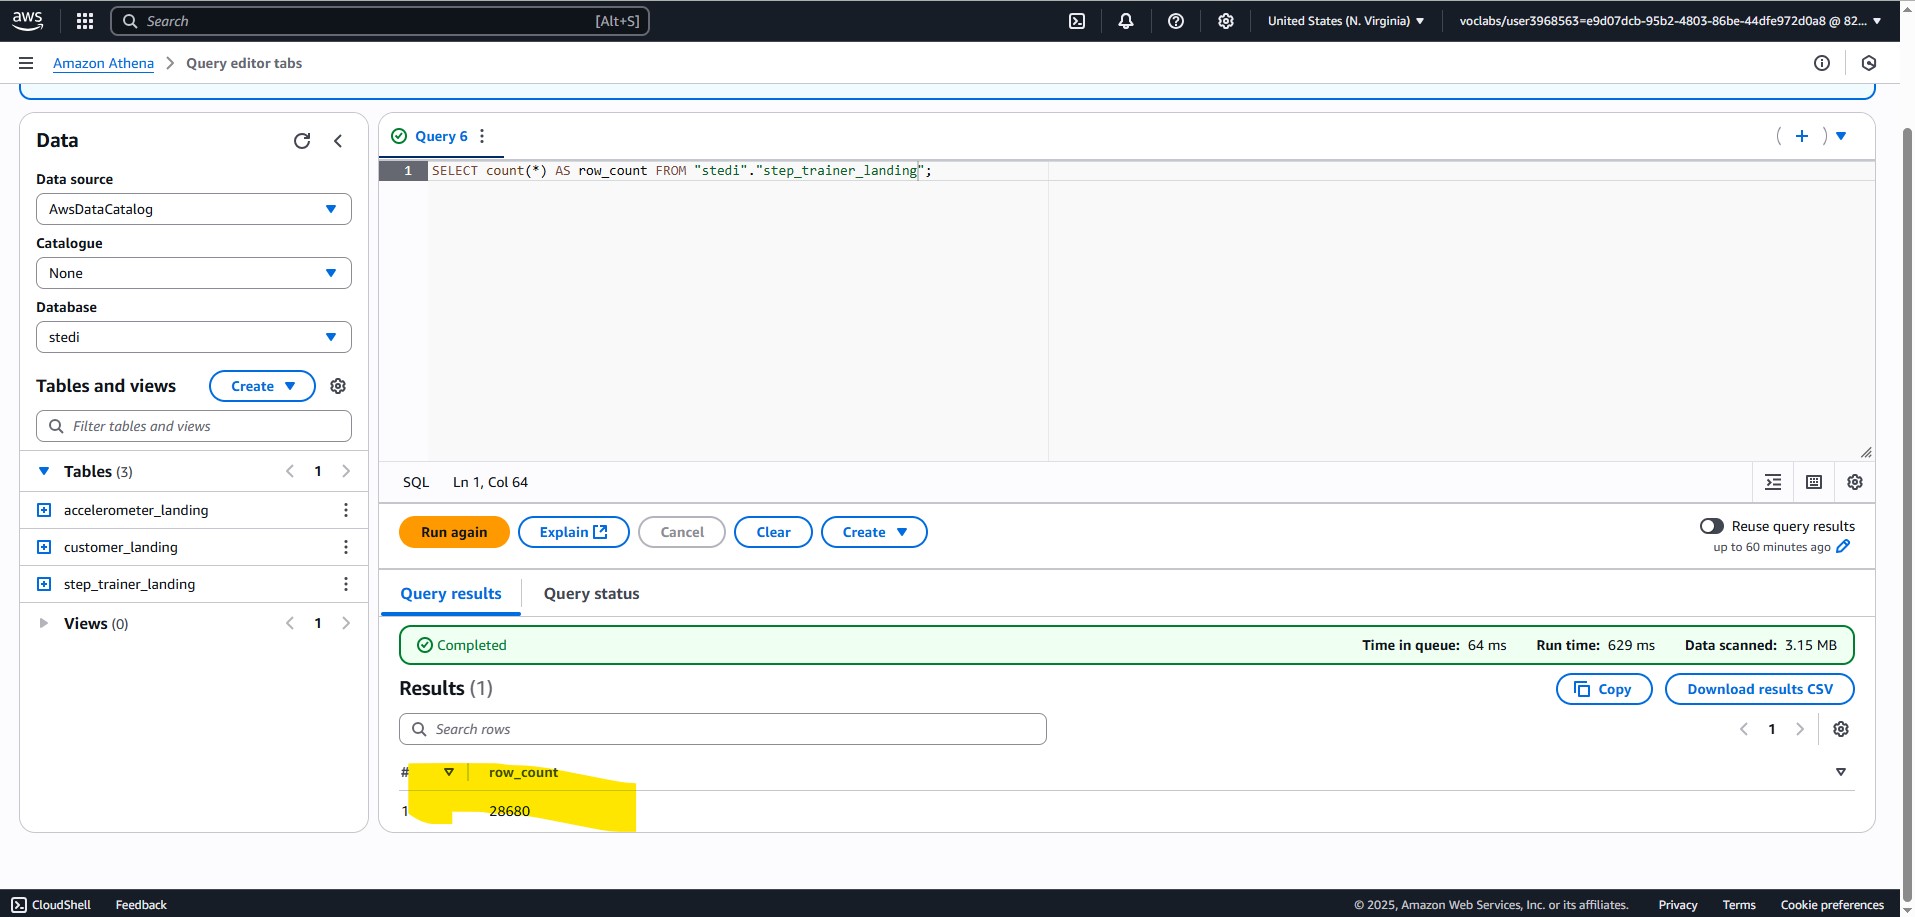 aws
Search
[Alt+S]
United States (N. Virginia)
voclabs/user3968563=e9d07dcb-95b2-4803-86be-44dfe972d0a8 @ 82...
Amazon Athena
Query editor tabs
Data
Data source
AwsDataCatalog
Catalogue
None
Database
stedi
Tables and views
Create
Filter tables and views
Tables (3)
1
accelerometer_landing
customer_landing
step_trainer_landing
Views (0)
1
Query 6
1 SELECT count(*) AS row_count FROM "stedi"."step_trainer_landing";
SQL
Ln 1, Col 64
Run again
Explain
Cancel
Clear
Create
Reuse query results
up to 60 minutes ago
Query results
Query status
Completed
Time in queue: 64 ms
Run time: 629 ms
Data scanned: 3.15 MB
Results (1)
Copy
Download results CSV
Search rows
1
# row_count
1 28680
CloudShell
Feedback
© 2025, Amazon Web Services, Inc. or its affiliates.
Privacy
Terms
Cookie preferences